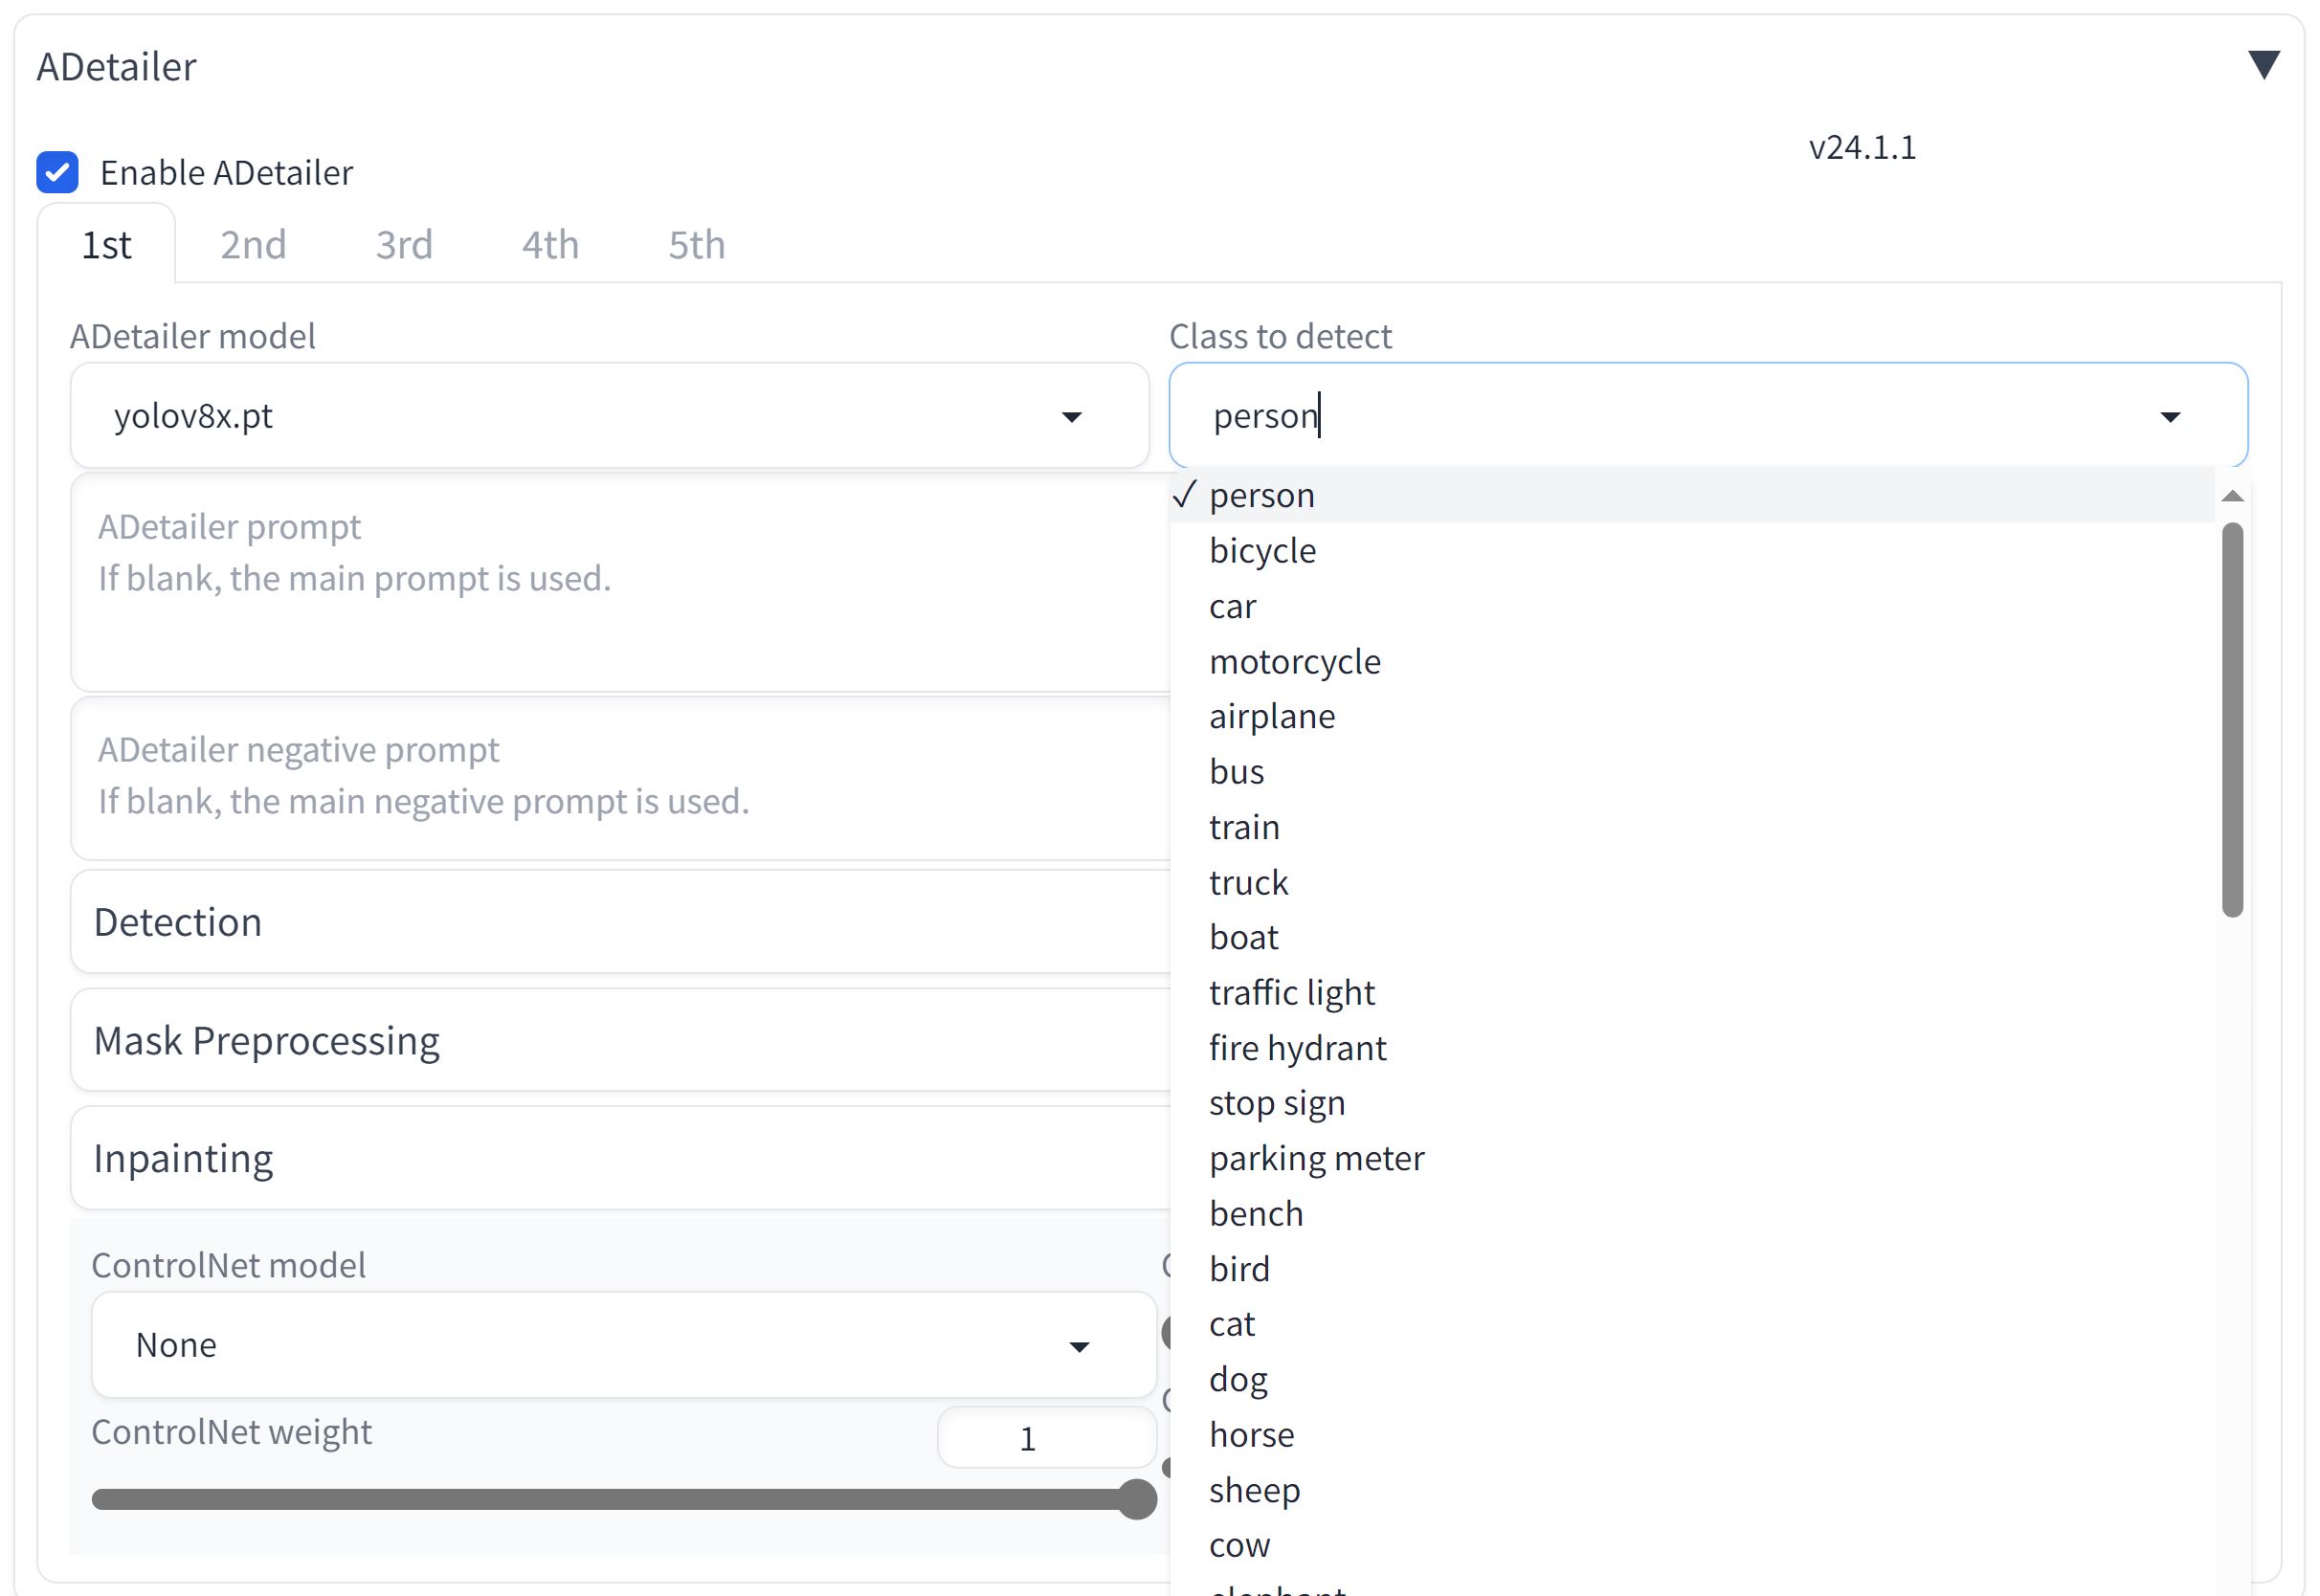 ADetailer
v24.1.1
Enable ADetailer
1st 2nd 3rd 4th 5th
ADetailer model
yolov8x.pt
Class to detect
person
ADetailer prompt
If blank, the main prompt is used.
ADetailer negative prompt
If blank, the main negative prompt is used.
Detection
Mask Preprocessing
Inpainting
ControlNet model
None
ControlNet weight
1
✓ person
bicycle
car
motorcycle
airplane
bus
train
truck
boat
traffic light
fire hydrant
stop sign
parking meter
bench
bird
cat
dog
horse
sheep
cow